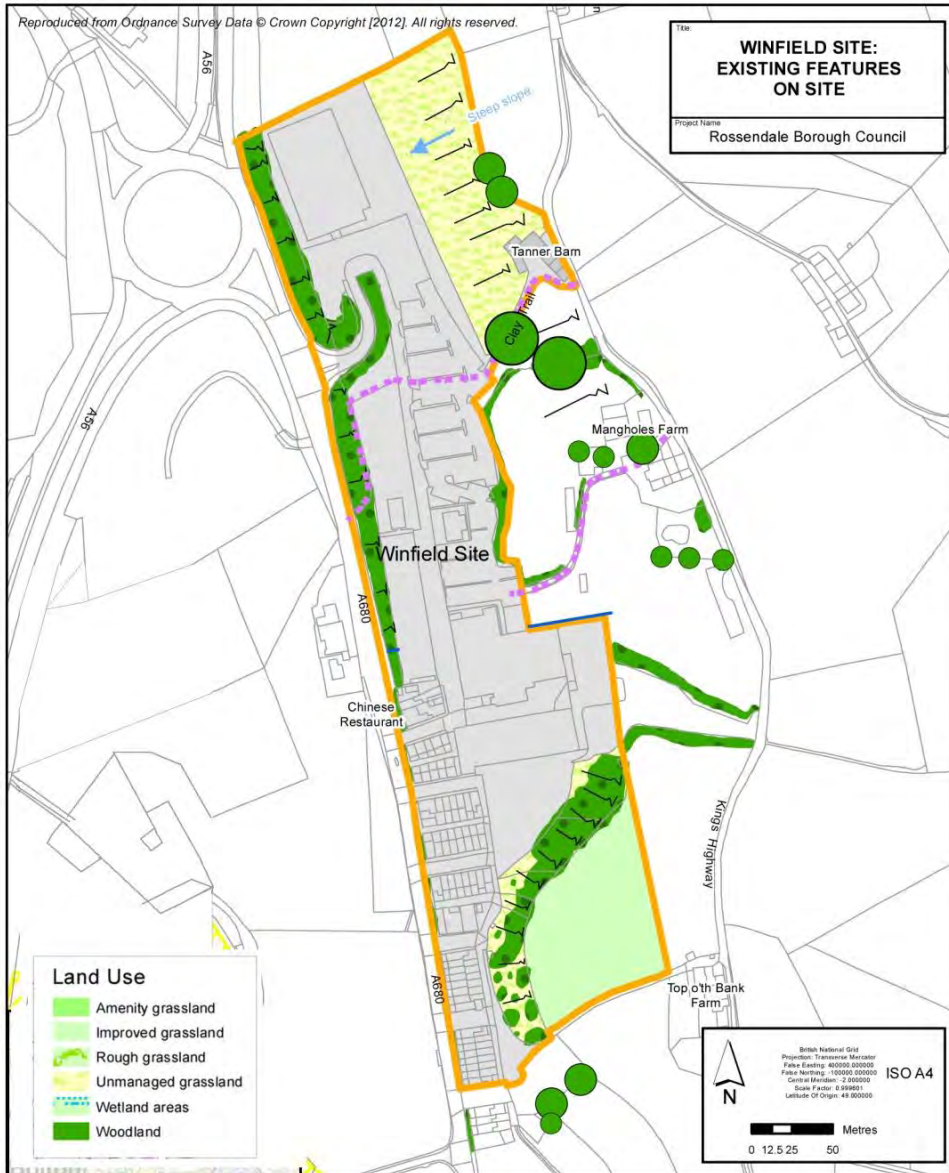 Reproduced from Ordnance Survey Data © Crown Copyright [2012]. All rights reserved.
Title:
WINFIELD SITE:
EXISTING FEATURES
ON SITE
Project Name
Rossendale Borough Council
A56
Steep slope
Tanner Barn
Clay Trail
A56
Mangholes Farm
Winfield Site
A680
Chinese
Restaurant
Kings Highway
A680
Top o'th Bank
Farm
Land Use
Amenity grassland
Improved grassland
Rough grassland
Unmanaged grassland
Wetland areas
Woodland
N
British National Grid
Projection: Transverse Mercator
False Easting: 400000.000000
False Northing: -100000.000000
Central Meridian: -2.000000
Scale Factor: 0.999601
Latitude Of Origin: 49.000000
ISO A4
Metres
0 12.5 25 50